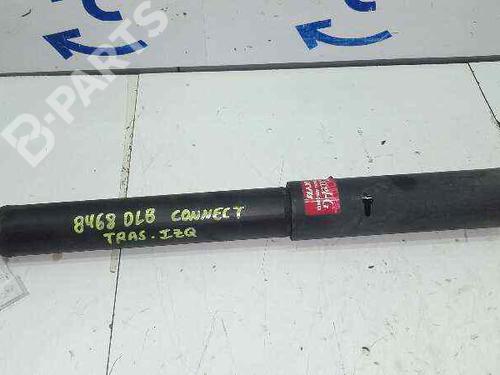 B-PARTS
8468 DLB CONNECT
TRAS. IZQ